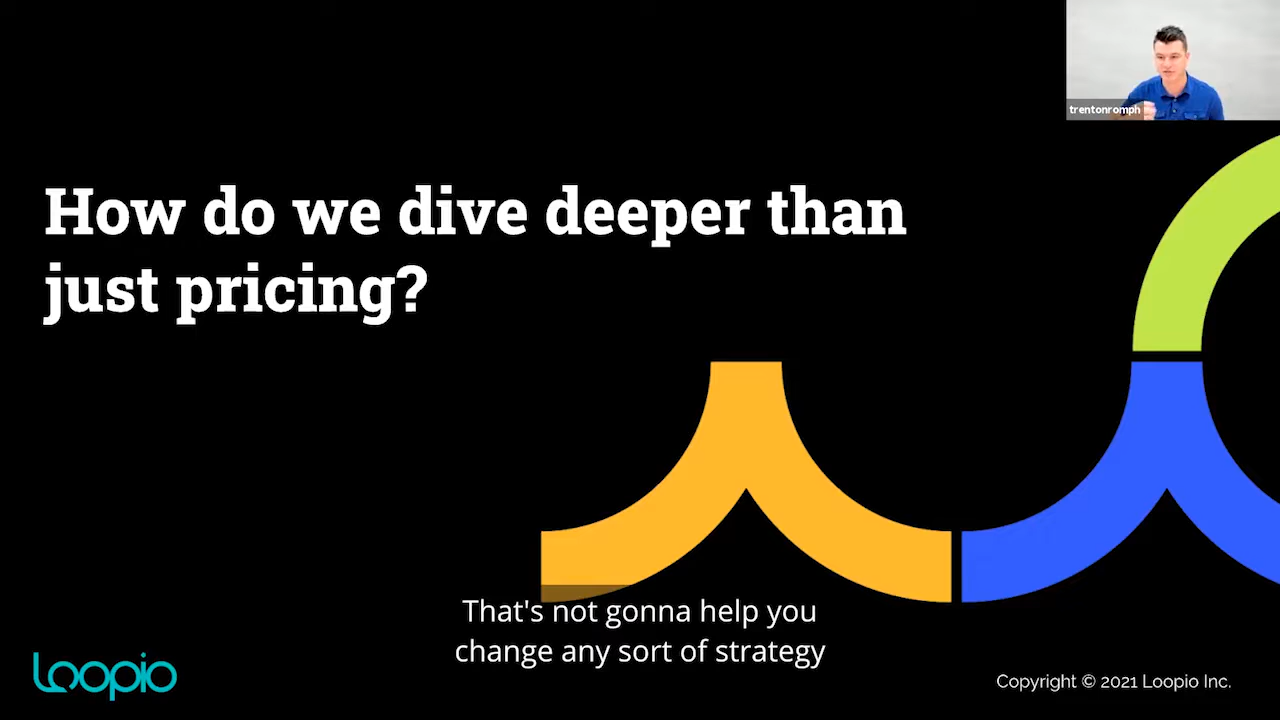 trentonromph
How do we dive deeper than
just pricing?
That's not gonna help you
change any sort of strategy
Loopio
Copyright © 2021 Loopio Inc.